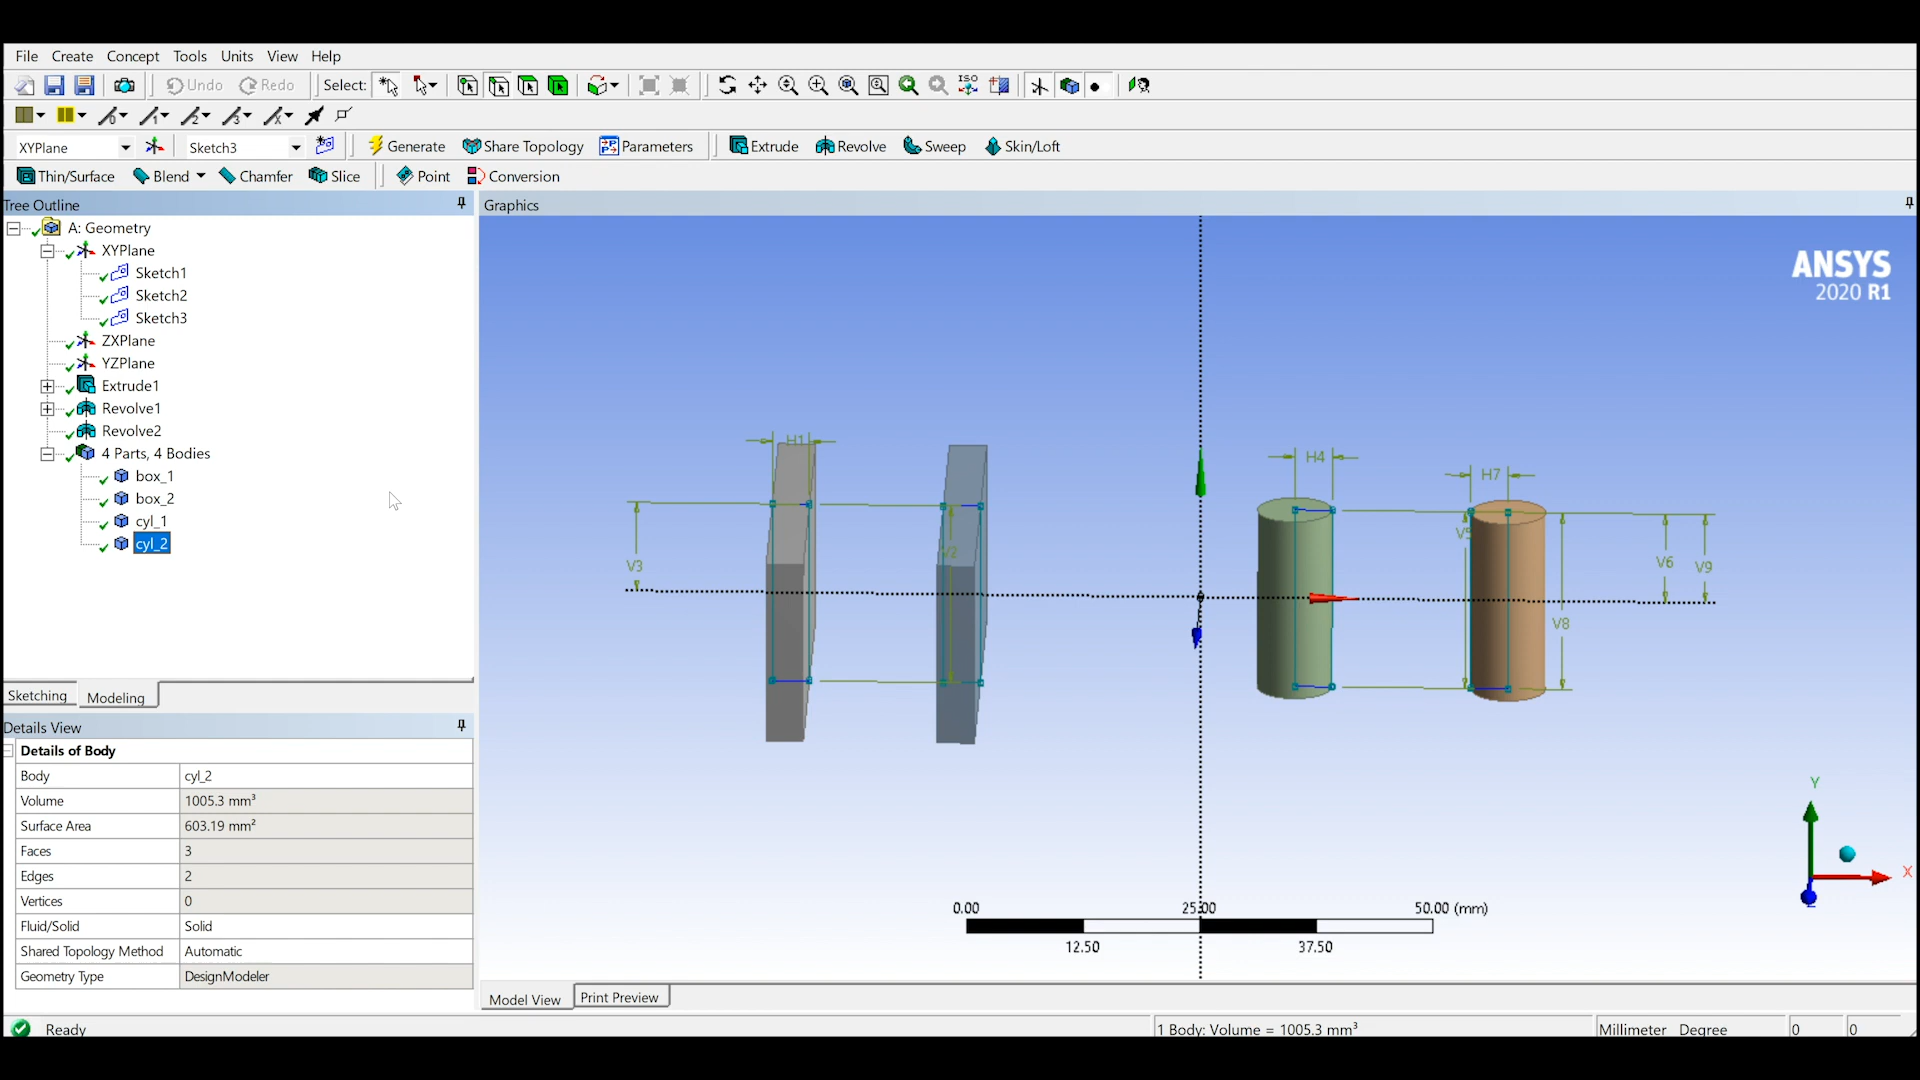 File Create Concept Tools Units View Help
Undo Redo Select: ISO
XYPlane Sketch3 Generate Share Topology Parameters Extrude Revolve Sweep Skin/Loft
Thin/Surface Blend Chamfer Slice Point Conversion
Tree Outline
A: Geometry
XYPlane
Sketch1
Sketch2
Sketch3
ZXPlane
YZPlane
Extrude1
Revolve1
Revolve2
4 Parts, 4 Bodies
box_1
box_2
cyl_1
cyl_2
Sketching Modeling
Details View
Details of Body
Body cyl_2
Volume 1005.3 mm³
Surface Area 603.19 mm²
Faces 3
Edges 2
Vertices 0
Fluid/Solid Solid
Shared Topology Method Automatic
Geometry Type DesignModeler
Graphics
ANSYS
2020 R1
H1
H4
H7
V3
V2
V5
V6
V9
V8
Y
X
Z
0.00 25.00 50.00 (mm)
12.50 37.50
Model View Print Preview
Ready 1 Body: Volume = 1005.3 mm³ Millimeter Degree 0 0